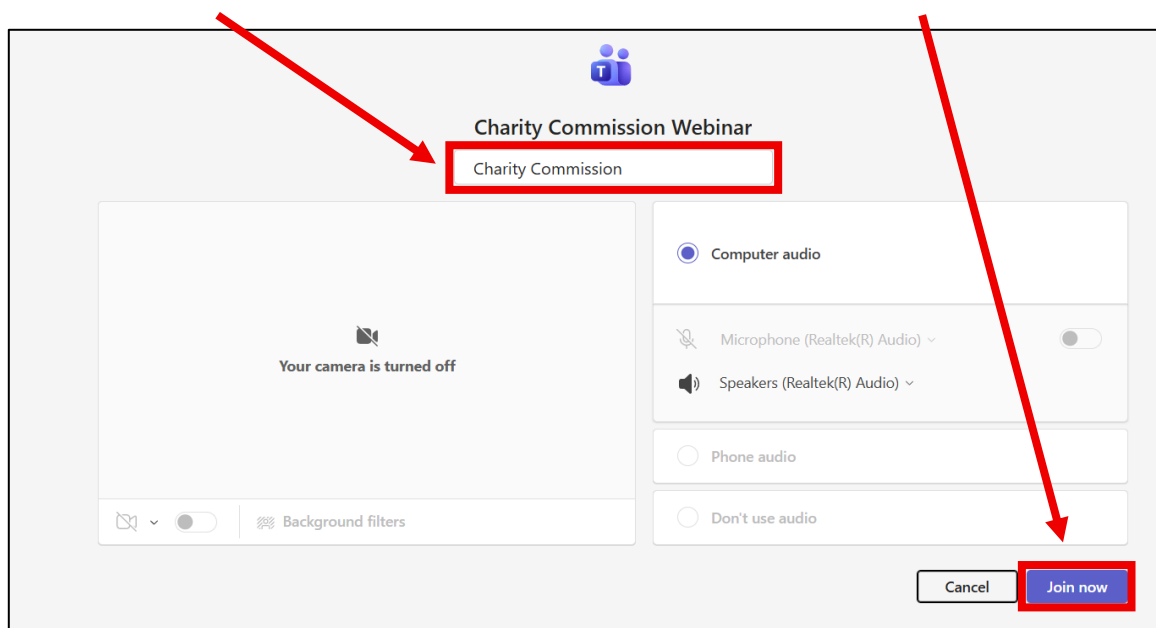 T
Charity Commission Webinar
Charity Commission
Your camera is turned off
Background filters
Computer audio
Microphone (Realtek(R) Audio)
Speakers (Realtek(R) Audio)
Phone audio
Don't use audio
Cancel
Join now